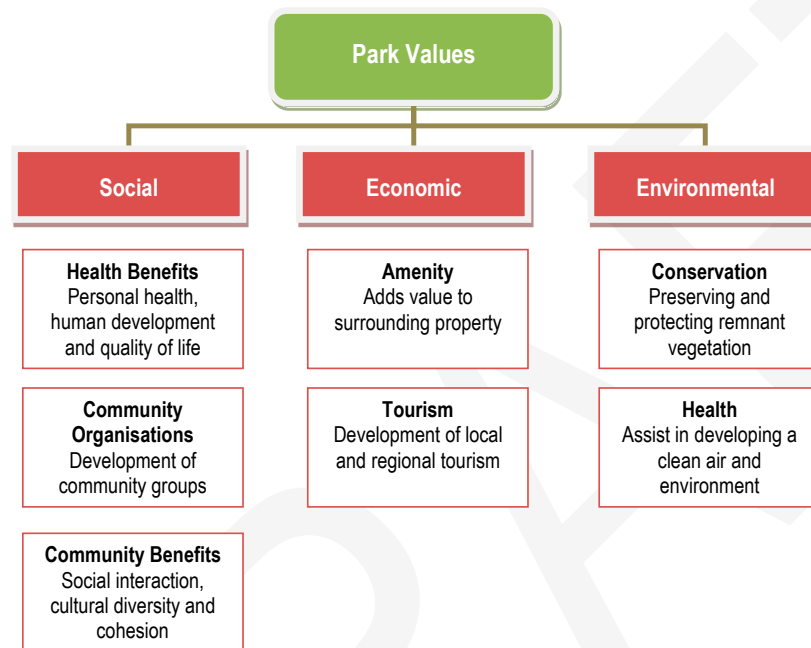 Park Values
Social
Economic
Environmental
Health Benefits
Personal health,
human development
and quality of life
Community
Organisations
Development of
community groups
Community Benefits
Social interaction,
cultural diversity and
cohesion
Amenity
Adds value to
surrounding property
Tourism
Development of local
and regional tourism
Conservation
Preserving and
protecting remnant
vegetation
Health
Assist in developing a
clean air and
environment